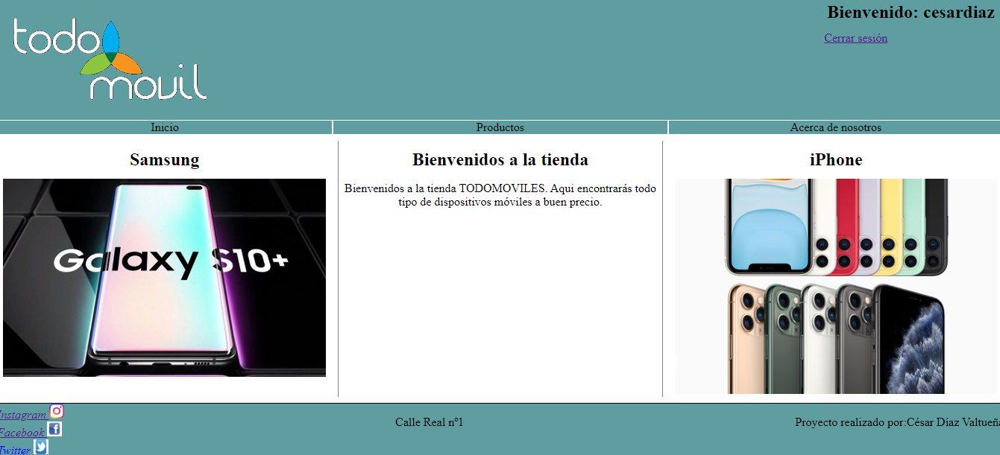 todo
movil
Bienvenido: cesardiaz
Cerrar sesión
Inicio
Productos
Acerca de nosotros
Samsung
Galaxy S10+
Bienvenidos a la tienda
Bienvenidos a la tienda TODOMOVILES. Aqui encontrarás todo
tipo de dispositivos móviles a buen precio.
iPhone
Instagram
Facebook
Twitter
Calle Real nº1
Proyecto realizado por:César Díaz Valtueña